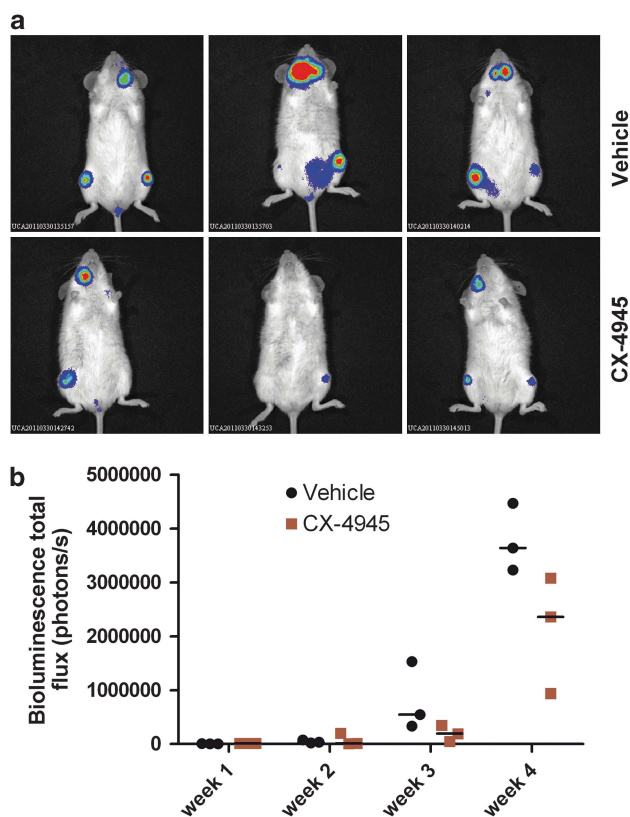 a
Vehicle
UCA20110330135157
UCA20110330135703
UCA20110330140214
CX-4945
UCA20110330142742
UCA20110330143253
UCA20110330145013
b
Bioluminescence total
flux (photons/s)
5000000
4000000
3000000
2000000
1000000
0
Vehicle
CX-4945
week 1
week 2
week 3
week 4